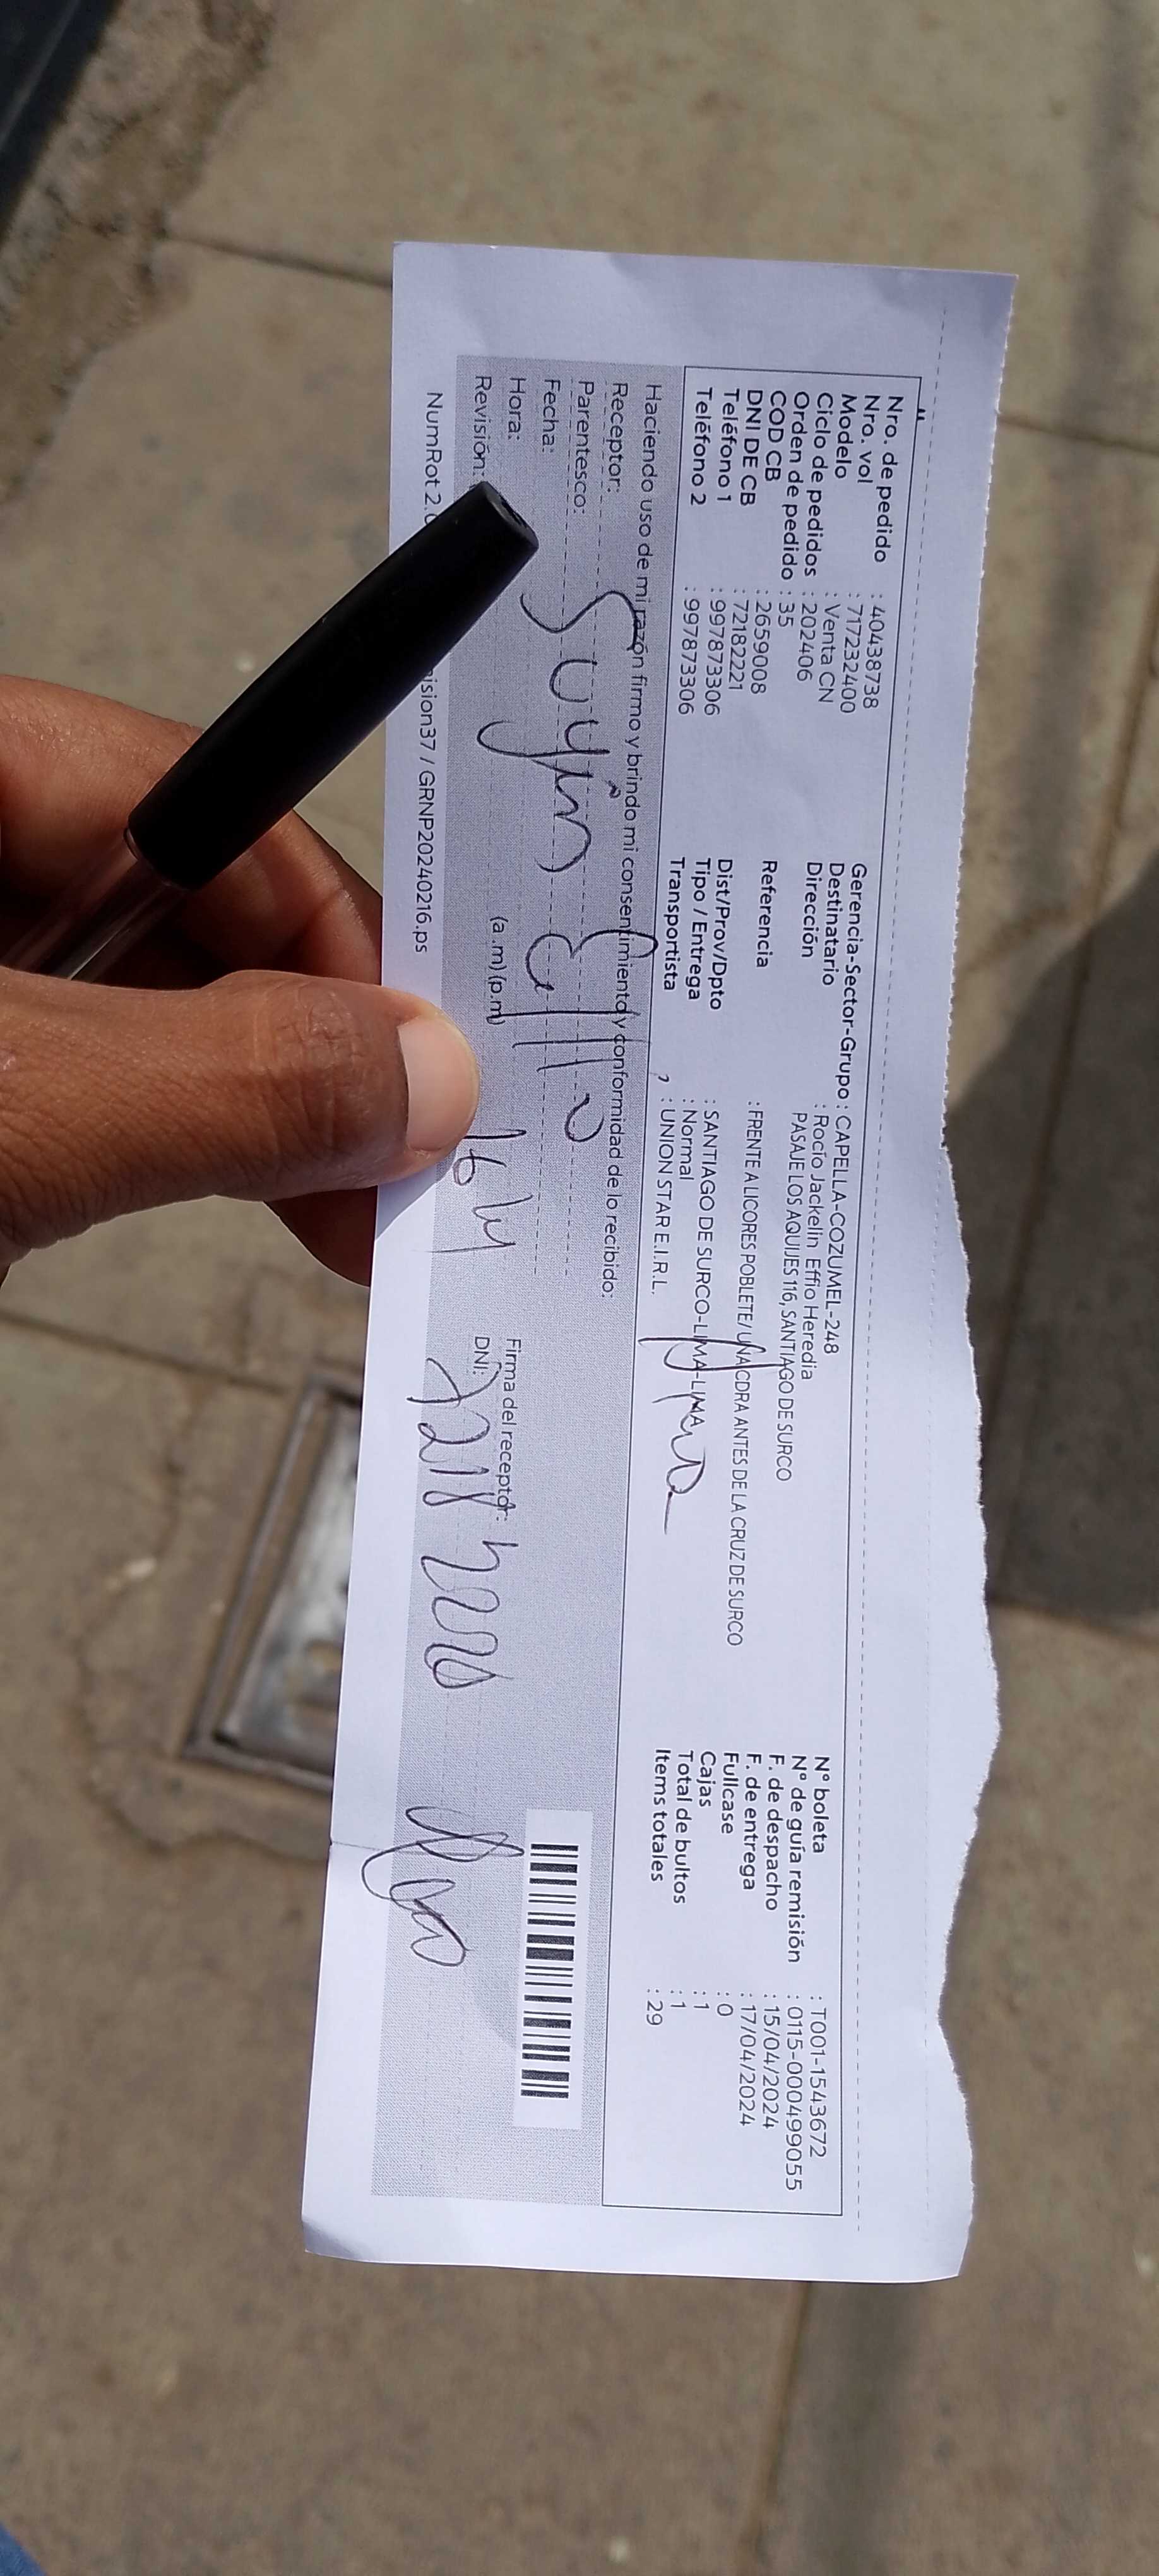 Nro. de pedido : 40438738
Nro. vol : 717232400
Modelo : Venta CN
Ciclo de pedidos : 202406
Orden de pedido : 35
COD CB : 2659008
DNI DE CB : 72182221
Teléfono 1 : 997873306
Teléfono 2 : 997873306
Gerencia-Sector-Grupo : CAPELLA-COZUMEL-248
Destinatario : Rocío Jackelin Effio Heredia
Dirección PASAJE LOS AQUIJES 116, SANTIAGO DE SURCO
Referencia : FRENTE A LICORES POBLETE/ UNA CDRA ANTES DE LA CRUZ DE SURCO
Dist/Prov/Dpto : SANTIAGO DE SURCO-LIMA-LIMA
Tipo / Entrega : Normal
Transportista : UNION STAR E.I.R.L.
N° boleta : T001-1543672
N° de guía remisión : 0115-0004499055
F. de despacho : 15/04/2024
F. de entrega : 17/04/2024
Fullcase : 0
Cajas : 1
Total de bultos : 1
Items totales : 29
Haciendo uso de mi razón firmo y brindo mi consentimiento y conformidad de lo recibido:
Receptor:
Parentesco:
Fecha:
Hora: (a.m) (p.m)
Revisión:
Firma del receptor:
DNI:
NumRot 2. ision37 / GRNP20240216.ps